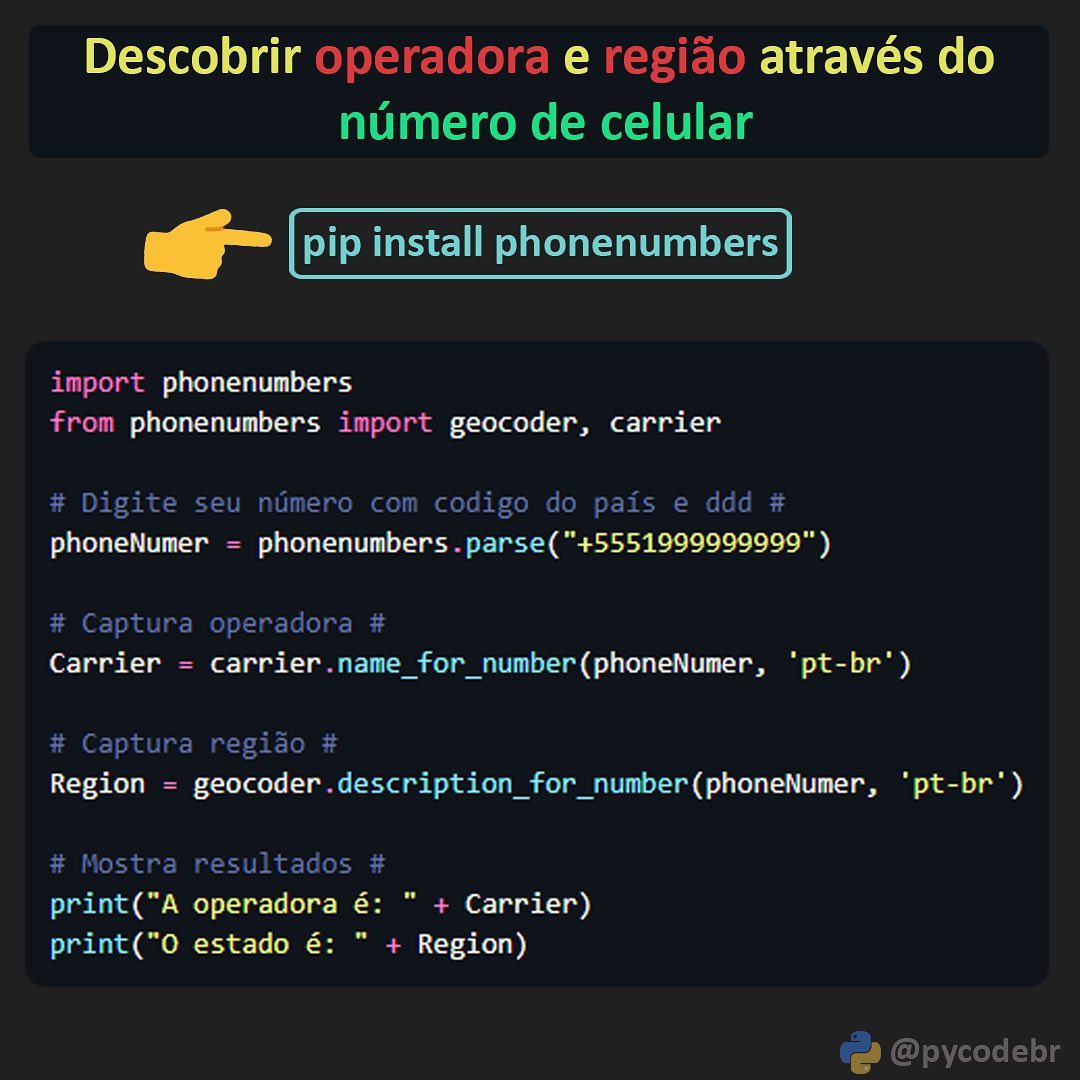 Descobrir operadora e região através do
número de celular
pip install phonenumbers
import phonenumbers
from phonenumbers import geocoder, carrier
# Digite seu número com codigo do país e ddd #
phoneNumer = phonenumbers.parse("+5551999999999")
# Captura operadora #
Carrier = carrier.name_for_number(phoneNumer, 'pt-br')
# Captura região #
Region = geocoder.description_for_number(phoneNumer, 'pt-br')
# Mostra resultados #
print("A operadora é: " + Carrier)
print("O estado é: " + Region)
@pycodebr